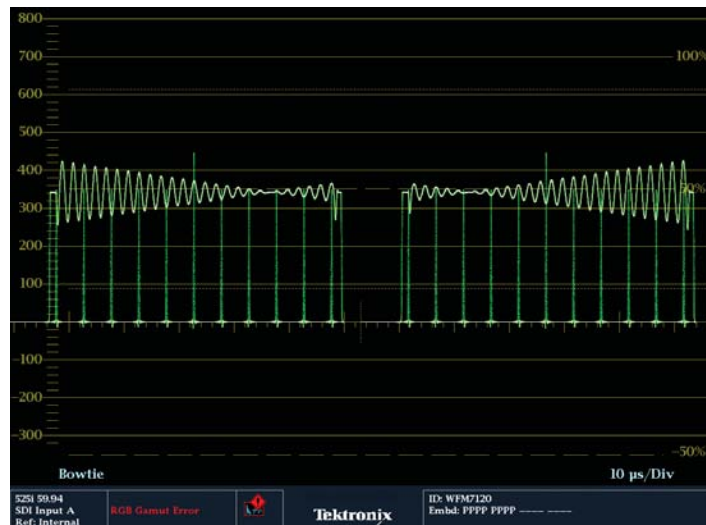 800
700
600
500
400
300
200
100
-100
-200
-300
100%
50%
-50%
Bowtie
10 µs/Div
525i 59.94
SDI Input A
Ref: Internal
RGB Gamut Error
Tektronix
ID: WFM7120
Embd: PPPP PPPP ---- ----